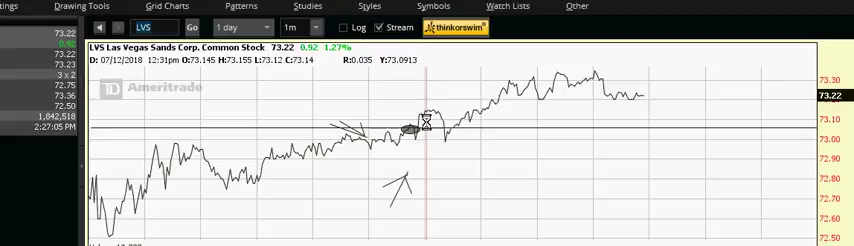 ttings Drawing Tools Grid Charts Patterns Studies Styles Symbols Watch Lists Other
LVS Go 1 day 1m Log Stream thinkorswim
73.22
0.92
73.22
73.23
3 x 2
72.75
73.36
72.50
1,042,518
2:27:05 PM
LVS Las Vegas Sands Corp. Common Stock 73.22 0.92 1.27%
D: 07/12/2018 12:31pm O:73.145 H:73.155 L:73.12 C:73.14 R:0.035 Y:73.0913
TD Ameritrade
73.30
73.22
73.10
73.00
72.90
72.80
72.70
72.60
72.50